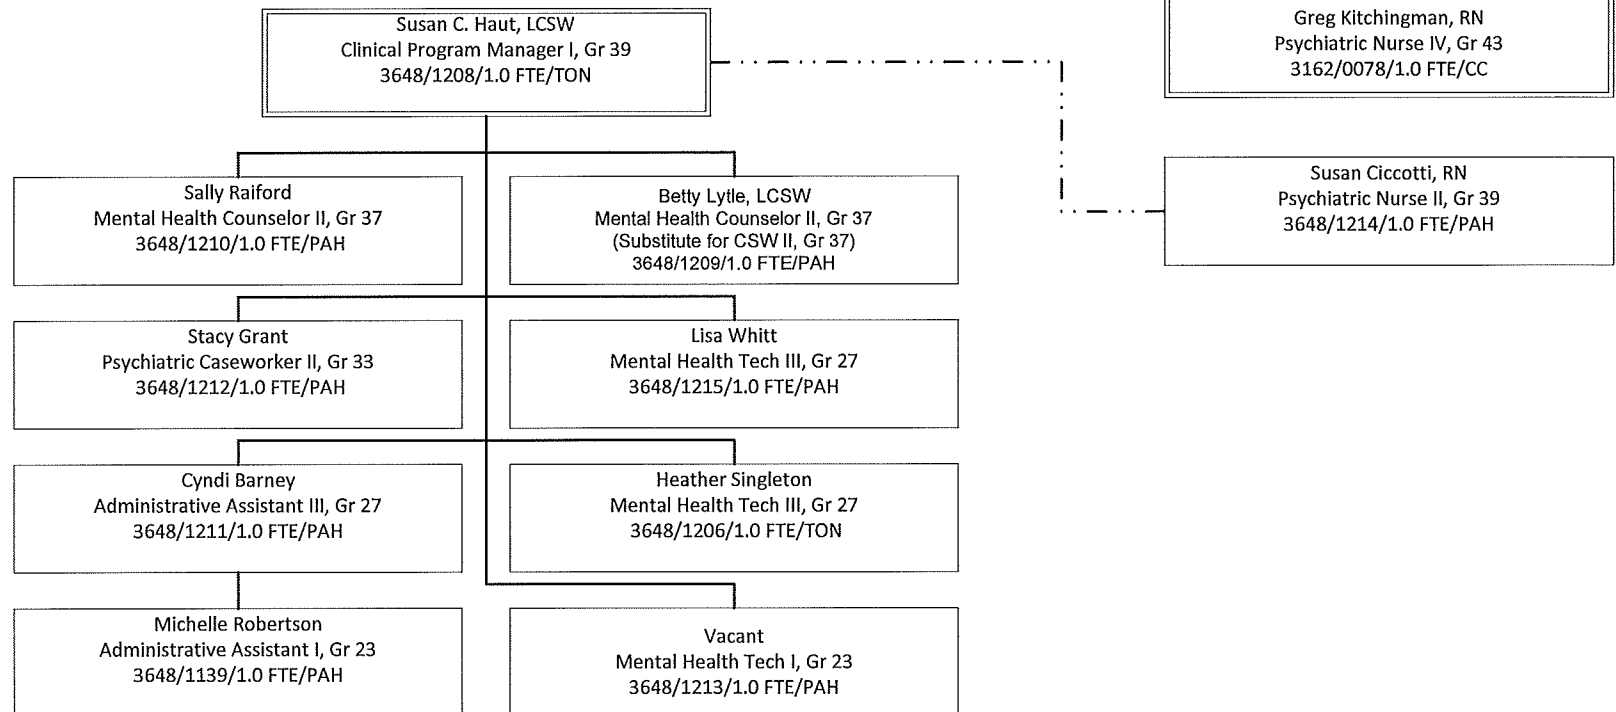 Susan C. Haut, LCSW
Clinical Program Manager I, Gr 39
3648/1208/1.0 FTE/TON
Greg Kitchingman, RN
Psychiatric Nurse IV, Gr 43
3162/0078/1.0 FTE/CC
Sally Raiford
Mental Health Counselor II, Gr 37
3648/1210/1.0 FTE/PAH
Betty Lytle, LCSW
Mental Health Counselor II, Gr 37
(Substitute for CSW II, Gr 37)
3648/1209/1.0 FTE/PAH
Susan Ciccotti, RN
Psychiatric Nurse II, Gr 39
3648/1214/1.0 FTE/PAH
Stacy Grant
Psychiatric Caseworker II, Gr 33
3648/1212/1.0 FTE/PAH
Lisa Whitt
Mental Health Tech III, Gr 27
3648/1215/1.0 FTE/PAH
Cyndi Barney
Administrative Assistant III, Gr 27
3648/1211/1.0 FTE/PAH
Heather Singleton
Mental Health Tech III, Gr 27
3648/1206/1.0 FTE/TON
Michelle Robertson
Administrative Assistant I, Gr 23
3648/1139/1.0 FTE/PAH
Vacant
Mental Health Tech I, Gr 23
3648/1213/1.0 FTE/PAH